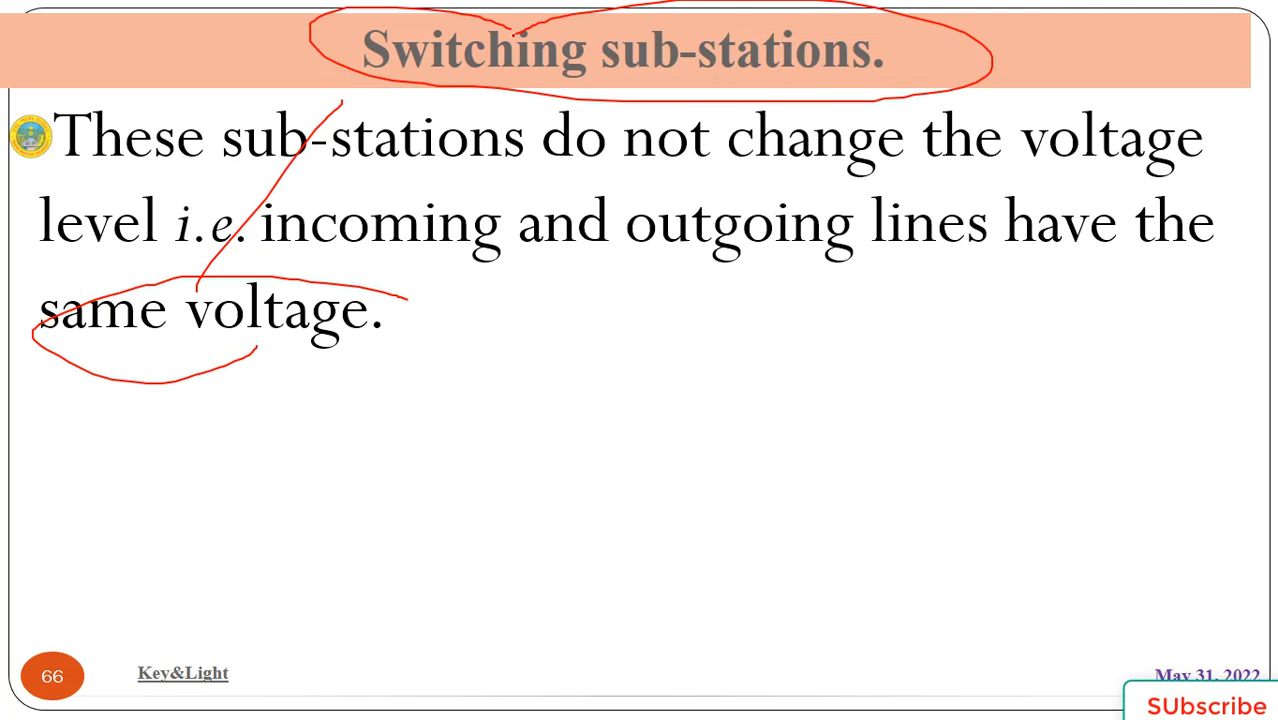 Switching sub-stations.
These sub-stations do not change the voltage
level i.e. incoming and outgoing lines have the
same voltage.
66
Key&Light
May 31, 2022
SUbscribe